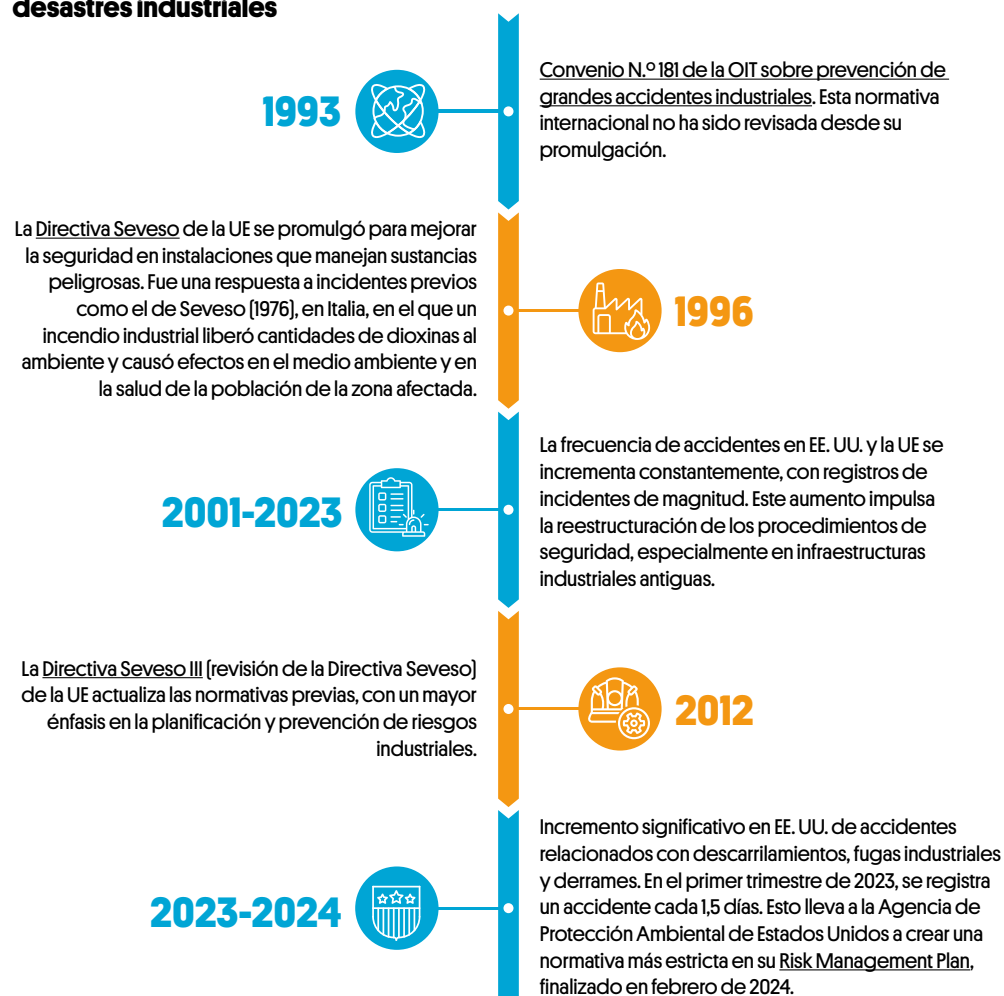 desastres industriales
1993
Convenio N.º 181 de la OIT sobre prevención de
grandes accidentes industriales. Esta normativa
internacional no ha sido revisada desde su
promulgación.
La Directiva Seveso de la UE se promulgó para mejorar
la seguridad en instalaciones que manejan sustancias
peligrosas. Fue una respuesta a incidentes previos
como el de Seveso (1976), en Italia, en el que un
incendio industrial liberó cantidades de dioxinas al
ambiente y causó efectos en el medio ambiente y en
la salud de la población de la zona afectada.
1996
2001-2023
La frecuencia de accidentes en EE. UU. y la UE se
incrementa constantemente, con registros de
incidentes de magnitud. Este aumento impulsa
la reestructuración de los procedimientos de
seguridad, especialmente en infraestructuras
industriales antiguas.
La Directiva Seveso III (revisión de la Directiva Seveso)
de la UE actualiza las normativas previas, con un mayor
énfasis en la planificación y prevención de riesgos
industriales.
2012
2023-2024
Incremento significativo en EE. UU. de accidentes
relacionados con descarrilamientos, fugas industriales
y derrames. En el primer trimestre de 2023, se registra
un accidente cada 1,5 días. Esto lleva a la Agencia de
Protección Ambiental de Estados Unidos a crear una
normativa más estricta en su Risk Management Plan,
finalizado en febrero de 2024.